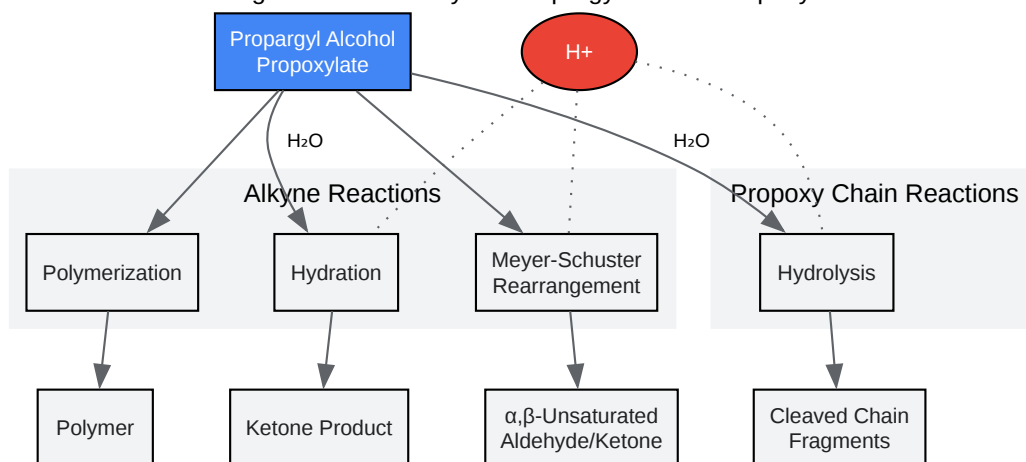 Propargyl Alcohol
Propoxylate
H+
H₂O
H₂O
Alkyne Reactions
Propoxy Chain Reactions
Polymerization
Hydration
Meyer-Schuster
Rearrangement
Hydrolysis
Polymer
Ketone Product
α,β-Unsaturated
Aldehyde/Ketone
Cleaved Chain
Fragments